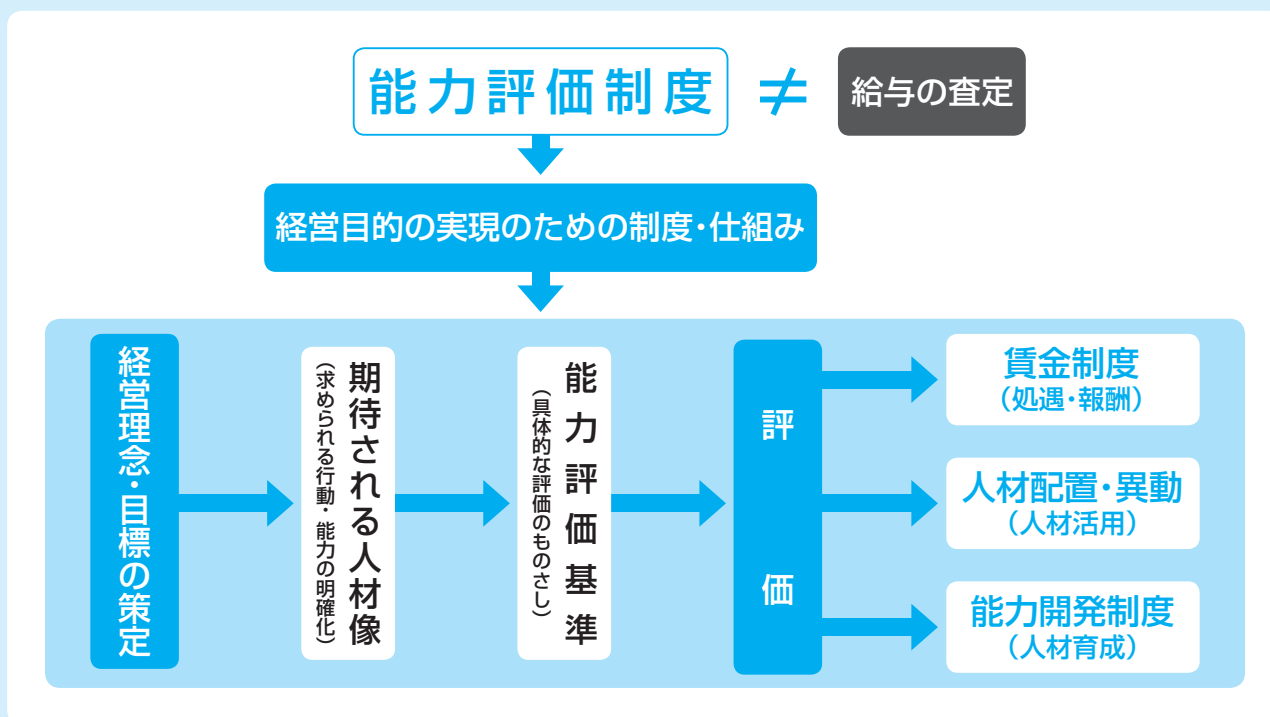 能力評価制度
≠
給与の査定
経営目的の実現のための制度・仕組み
経営理念・目標の策定
期待される人材像
（求められる行動・能力の明確化）
能力評価基準
（具体的な評価のものさし）
評価
賃金制度
（処遇・報酬）
人材配置・異動
（人材活用）
能力開発制度
（人材育成）